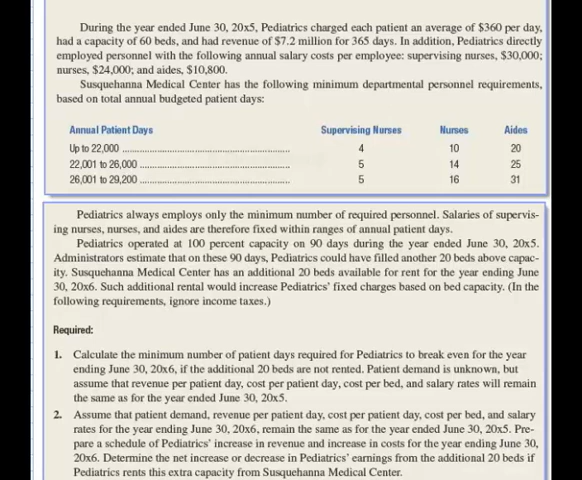 During the year ended June 30, 20x5, Pediatrics charged each patient an average of $360 per day,
had a capacity of 60 beds, and had revenue of $7.2 million for 365 days. In addition, Pediatrics directly
employed personnel with the following annual salary costs per employee: supervising nurses, $30,000;
nurses, $24,000; and aides, $10,800.
Susquehanna Medical Center has the following minimum departmental personnel requirements,
based on total annual budgeted patient days:
Annual Patient Days Supervising Nurses Nurses Aides
Up to 22,000 4 10 20
22,001 to 26,000 5 14 25
26,001 to 29,200 5 16 31
Pediatrics always employs only the minimum number of required personnel. Salaries of supervis-
ing nurses, nurses, and aides are therefore fixed within ranges of annual patient days.
Pediatrics operated at 100 percent capacity on 90 days during the year ended June 30, 20x5.
Administrators estimate that on these 90 days, Pediatrics could have filled another 20 beds above capac-
ity. Susquehanna Medical Center has an additional 20 beds available for rent for the year ending June
30, 20x6. Such additional rental would increase Pediatrics' fixed charges based on bed capacity. (In the
following requirements, ignore income taxes.)
Required:
1. Calculate the minimum number of patient days required for Pediatrics to break even for the year
ending June 30, 20x6, if the additional 20 beds are not rented. Patient demand is unknown, but
assume that revenue per patient day, cost per patient day, cost per bed, and salary rates will remain
the same as for the year ended June 30, 20x5.
2. Assume that patient demand, revenue per patient day, cost per patient day, cost per bed, and salary
rates for the year ending June 30, 20x6, remain the same as for the year ended June 30, 20x5. Pre-
pare a schedule of Pediatrics' increase in revenue and increase in costs for the year ending June 30,
20x6. Determine the net increase or decrease in Pediatrics' earnings from the additional 20 beds if
Pediatrics rents this extra capacity from Susquehanna Medical Center.